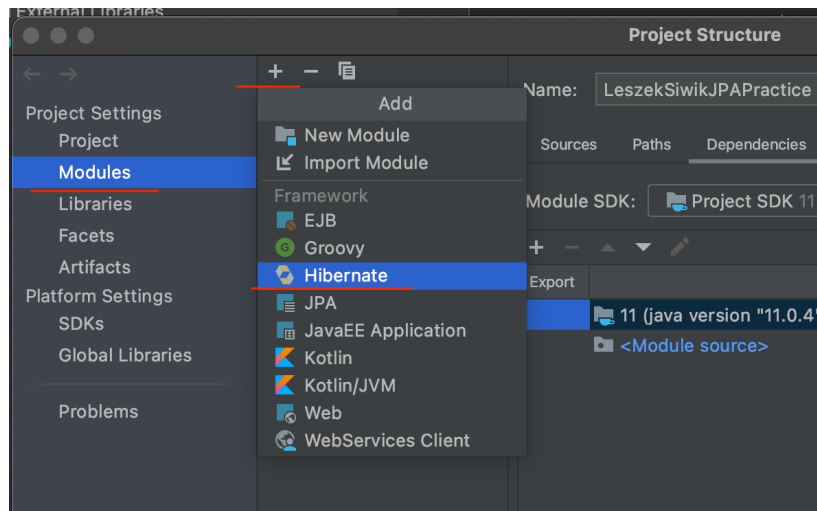 External Libraries
Project Structure
Project Settings
Project
Modules
Libraries
Facets
Artifacts
Platform Settings
SDKs
Global Libraries
Problems
Add
New Module
Import Module
Framework
EJB
Groovy
Hibernate
JPA
JavaEE Application
Kotlin
Kotlin/JVM
Web
WebServices Client
Name: LeszekSiwikJPAPractice
Sources Paths Dependencies
Module SDK: Project SDK 11
Export
11 (java version "11.0.4"
<Module source>